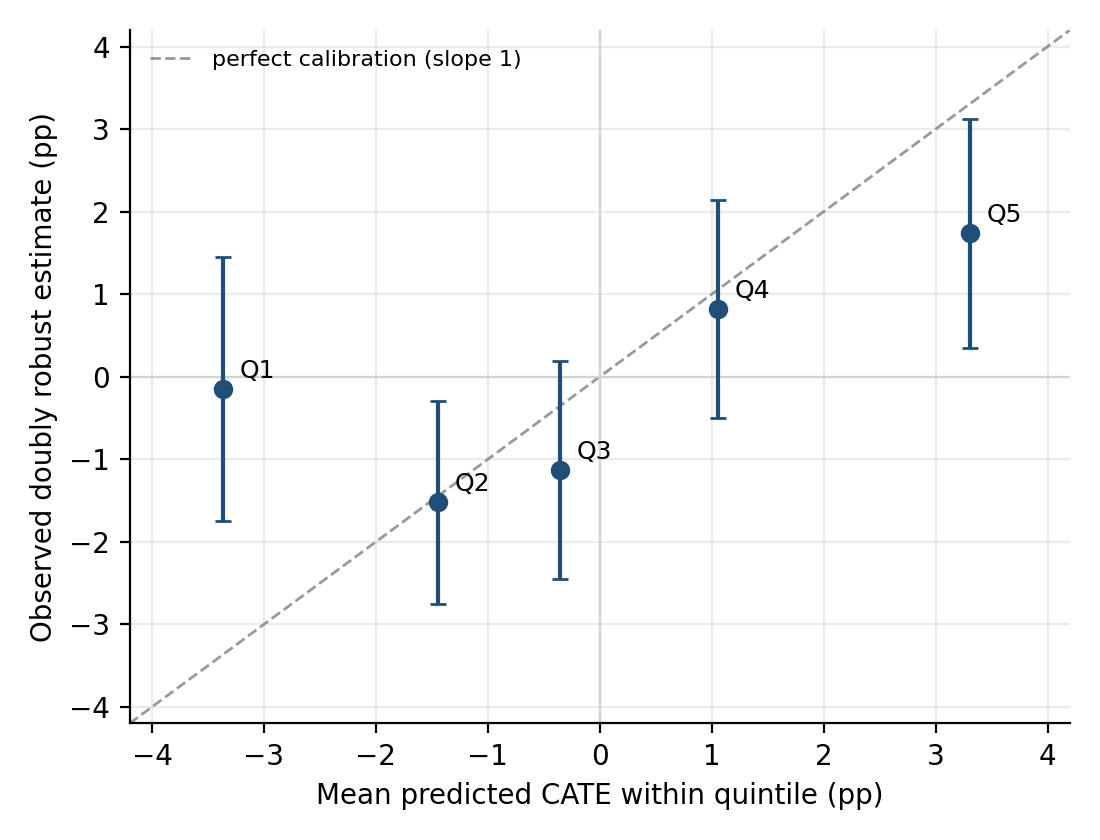 perfect calibration (slope 1)
Observed doubly robust estimate (pp)
4
3
2
1
0
−1
−2
−3
−4
Q1
Q2
Q3
Q4
Q5
−4 −3 −2 −1 0 1 2 3 4
Mean predicted CATE within quintile (pp)